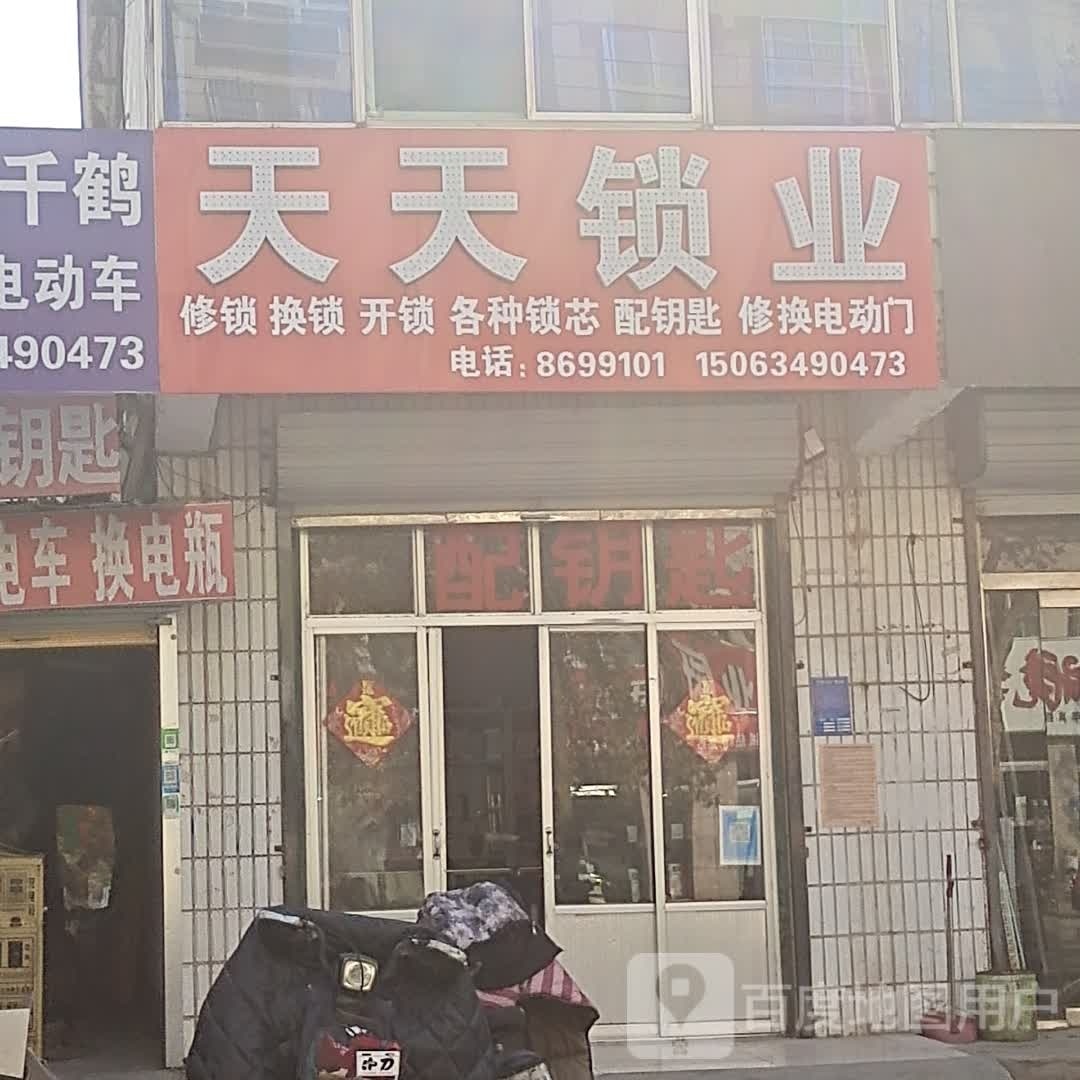 天天锁业
修锁 换锁 开锁 各种锁芯 配钥匙 修换电动门
电话:8699101 15063490473
千鹤
电动车
490473
钥匙
电车 换电瓶
配钥匙
百度地图用户